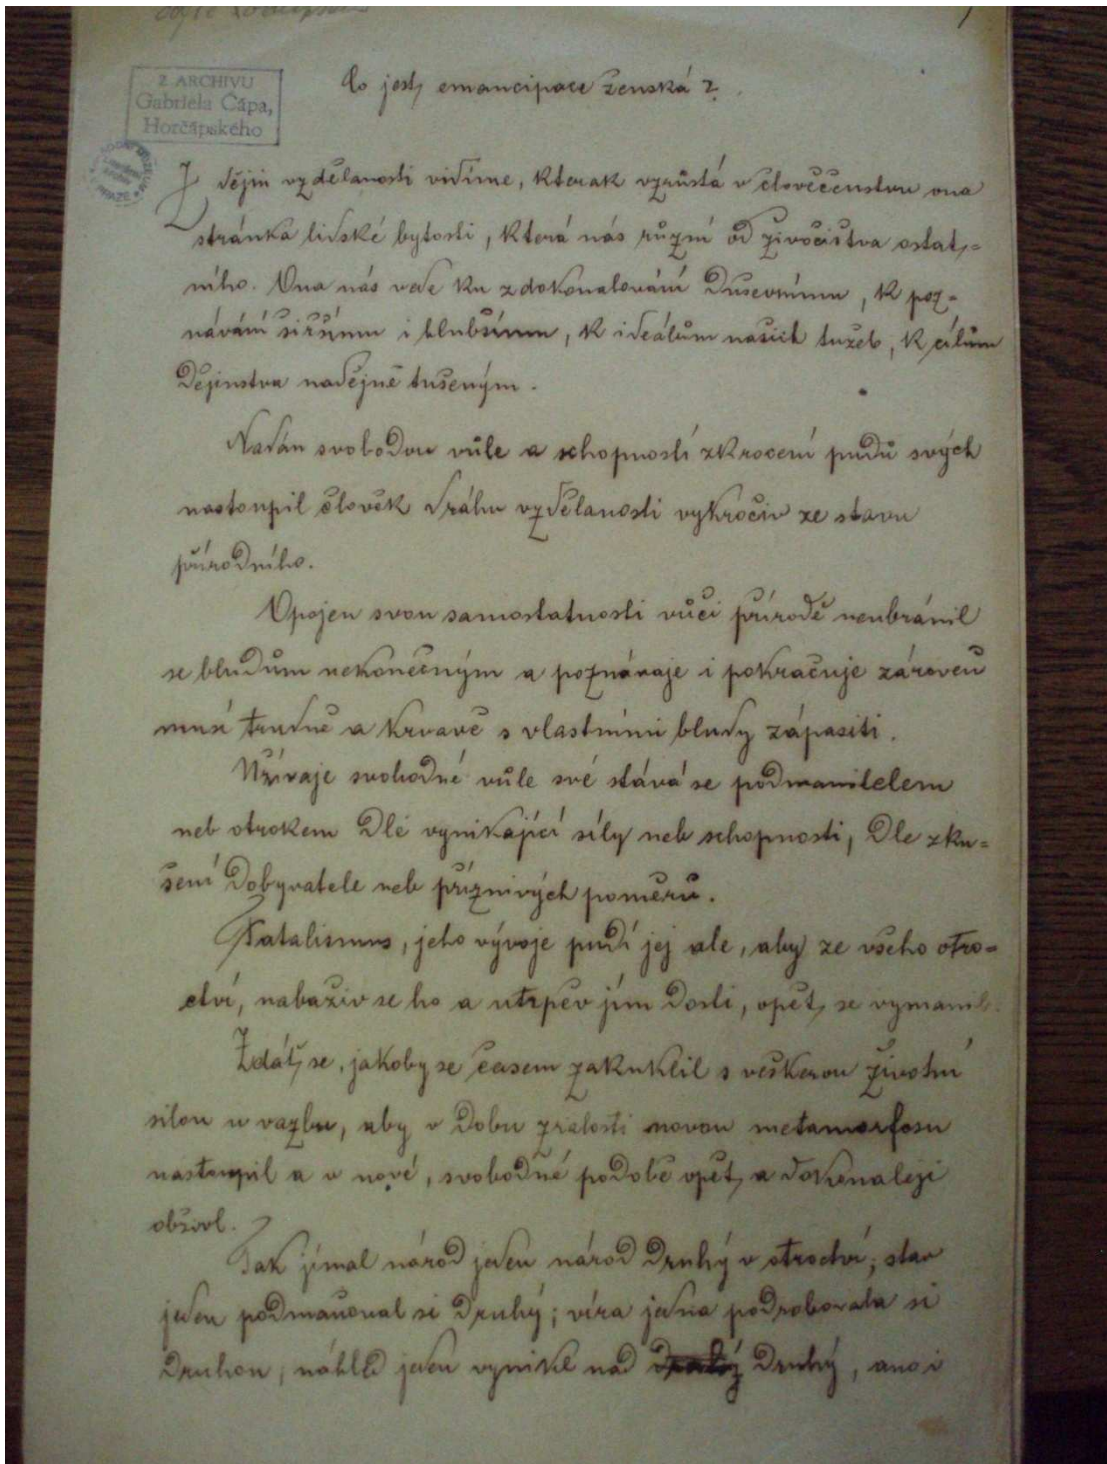 2 ARCHIVU
Gabriela Čápa,
Horčápského
Co jest, emancipace ženská?
Z dějin vzdělanosti vidíme, kterak vzrůstá v človččenstvu ona
stránka lidské bytosti, která nás různí od živočištva ostat,=
ního. Ona nás vede ku zdokonalování duševnímu, k poz=
návání širšímu i hlubšímu, k ideálům našich tužeb, k cílům
dějinstva nadějně tušeným.
Nadán svobodou vůle a schopností zkrocení pudů svých
nastoupil člověk dráhu vzdělanosti vykročiv ze stavu
přírodního.
Opojen svou samostatností vůči přírodě neubránil
se bludům nekonečným a poznávaje i pokračuje zároveň
musí trudně a krvavě s vlastními bludy zápasiti.
Užívaje svobodné vůle své stává se podmanitelem
neb otrokem dle vynikající síly neb schopnosti, dle zku=
šení dobyvatele neb příznivých poměrů.
Fatalismus, jeho vývoje pudí jej ale, aby ze všeho otro=
ctví, nabaživ se ho a utrpěv jím dosti, opět, se vymanil.
Zdát, se, jakoby se časem zakuklil s veškerou životní
silou u vazbu, aby v dobu zralosti novou metamorfosu
nastoupil a v nové, svobodné podobě opět, a dokonaleji
obživl.
Tak jímal národ jeden národ druhý v otroctví; stav
jeden podmaňoval si druhý; víra jedna podrobovala si
druhou, náhled jeden vynikl nad druhý, ano i